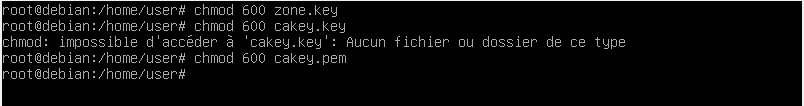 root@debian:/home/user# chmod 600 zone.key
root@debian:/home/user# chmod 600 cakey.key
chmod: impossible d'accéder à 'cakey.key': Aucun fichier ou dossier de ce type
root@debian:/home/user# chmod 600 cakey.pem
root@debian:/home/user#